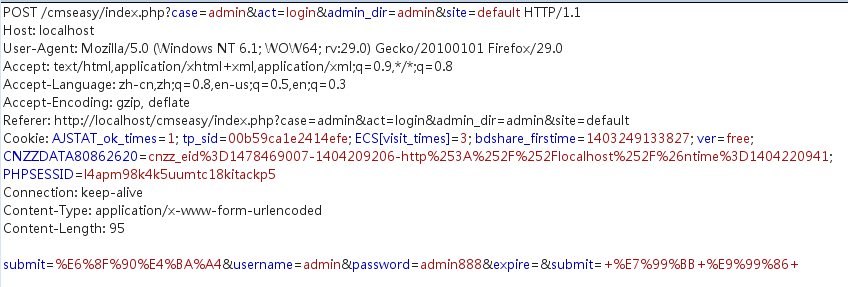 POST /cmseasy/index.php?case=admin&act=login&admin_dir=admin&site=default HTTP/1.1
Host: localhost
User-Agent: Mozilla/5.0 (Windows NT 6.1; WOW64; rv:29.0) Gecko/20100101 Firefox/29.0
Accept: text/html,application/xhtml+xml,application/xml;q=0.9,*/*;q=0.8
Accept-Language: zh-cn,zh;q=0.8,en-us;q=0.5,en;q=0.3
Accept-Encoding: gzip, deflate
Referer: http://localhost/cmseasy/index.php?case=admin&act=login&admin_dir=admin&site=default
Cookie: AJSTAT_ok_times=1; tp_sid=00b59ca1e2414efe; ECS[visit_times]=3; bdshare_firstime=1403249133827; ver=free;
CNZZDATA80862620=cnzz_eid%3D1478469007-1404209206-http%253A%252F%252Flocalhost%252F%26ntime%3D1404220941;
PHPSESSID=l4apm98k4k5uumtc18kitackp5
Connection: keep-alive
Content-Type: application/x-www-form-urlencoded
Content-Length: 95
submit=%E6%8F%90%E4%BA%A4&username=admin&password=admin888&expire=&submit=+%E7%99%BB+%E9%99%86+